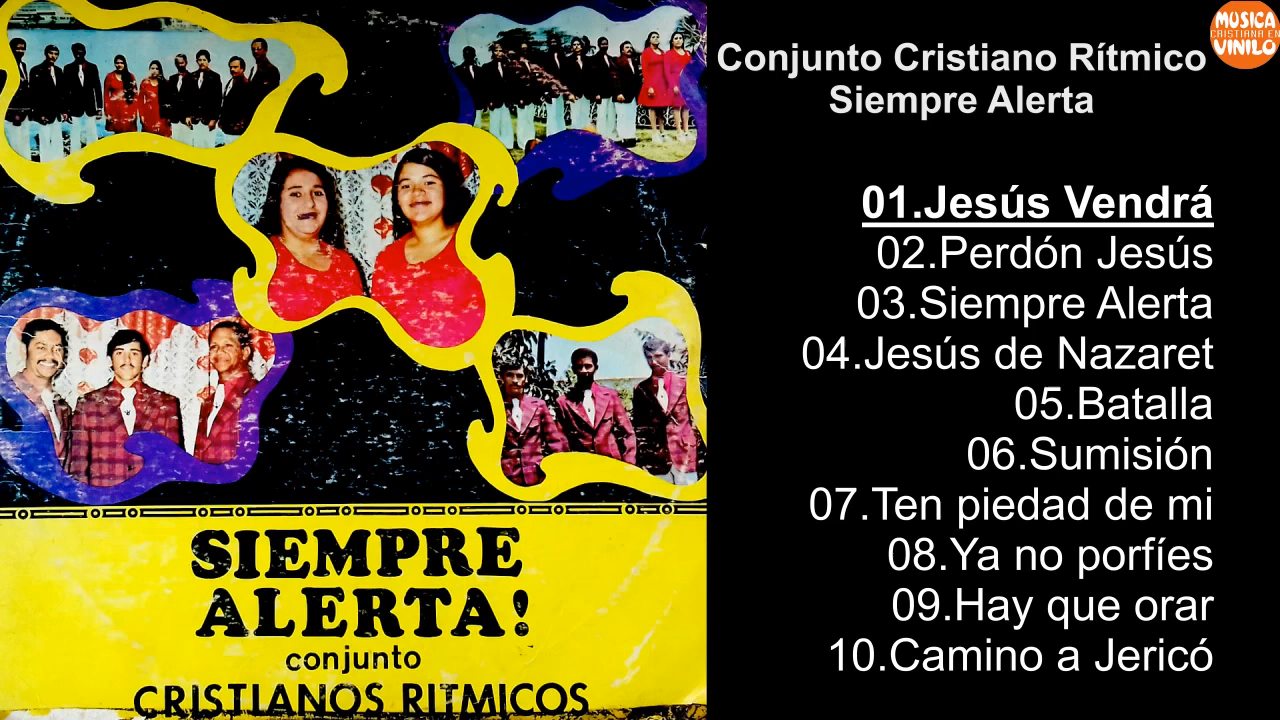 SIEMPRE
ALERTA!
conjunto
CRISTIANOS RITMICOS
Conjunto Cristiano Rítmico
Siempre Alerta
MUSICA
CRISTIANA EN
VINILO
01.Jesús Vendrá
02.Perdón Jesús
03.Siempre Alerta
04.Jesús de Nazaret
05.Batalla
06.Sumisión
07.Ten piedad de mi
08.Ya no porfíes
09.Hay que orar
10.Camino a Jericó